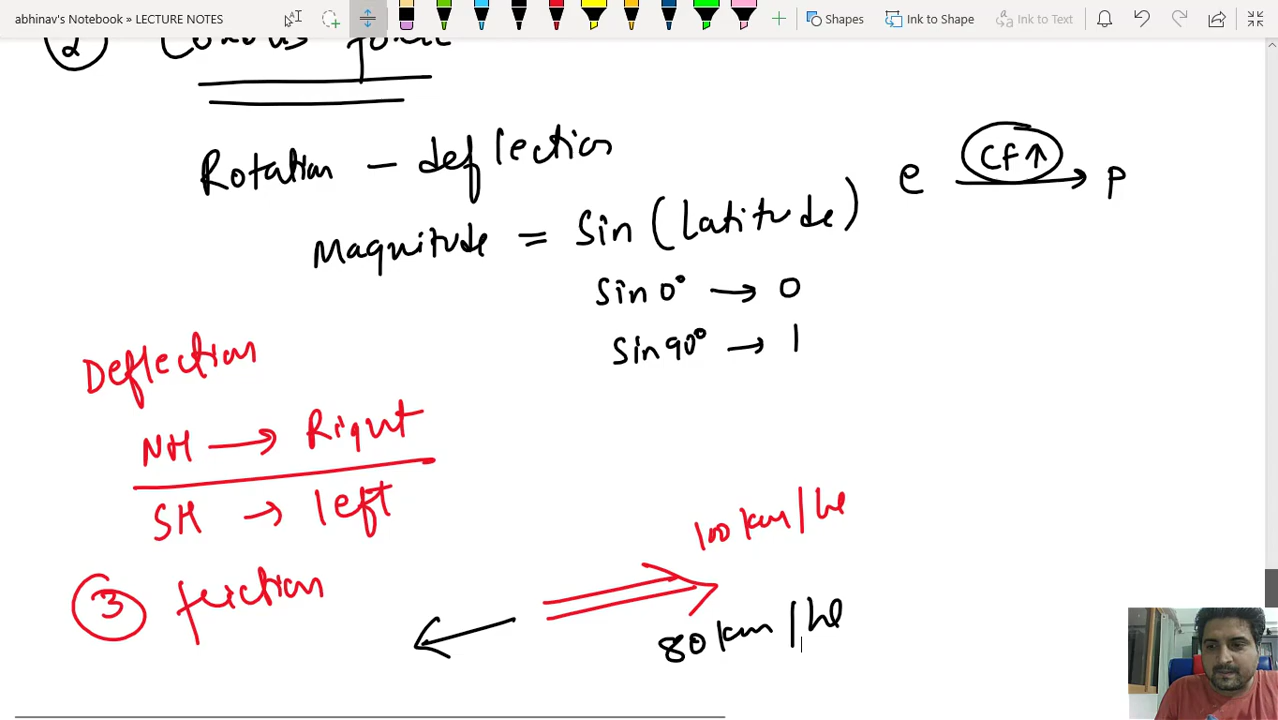 abhinav's Notebook » LECTURE NOTES
Shapes
Ink to Shape
Ink to Text
2
Rotation – deflection
e CF↑ → p
Magnitude = Sin (latitude)
Sin 0° → 0
Sin 90° → 1
Deflection
NH → Right
SH → left
100 km/hr
3 friction
80 km/hr